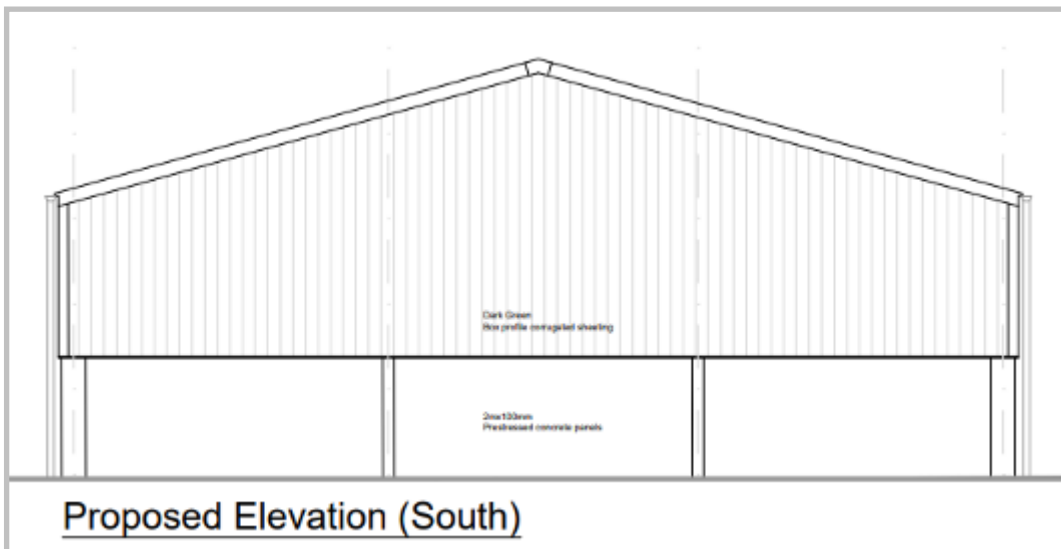 Dark Green
Box profile corrugated sheeting
2mx100mm
Prestressed concrete panels
Proposed Elevation (South)